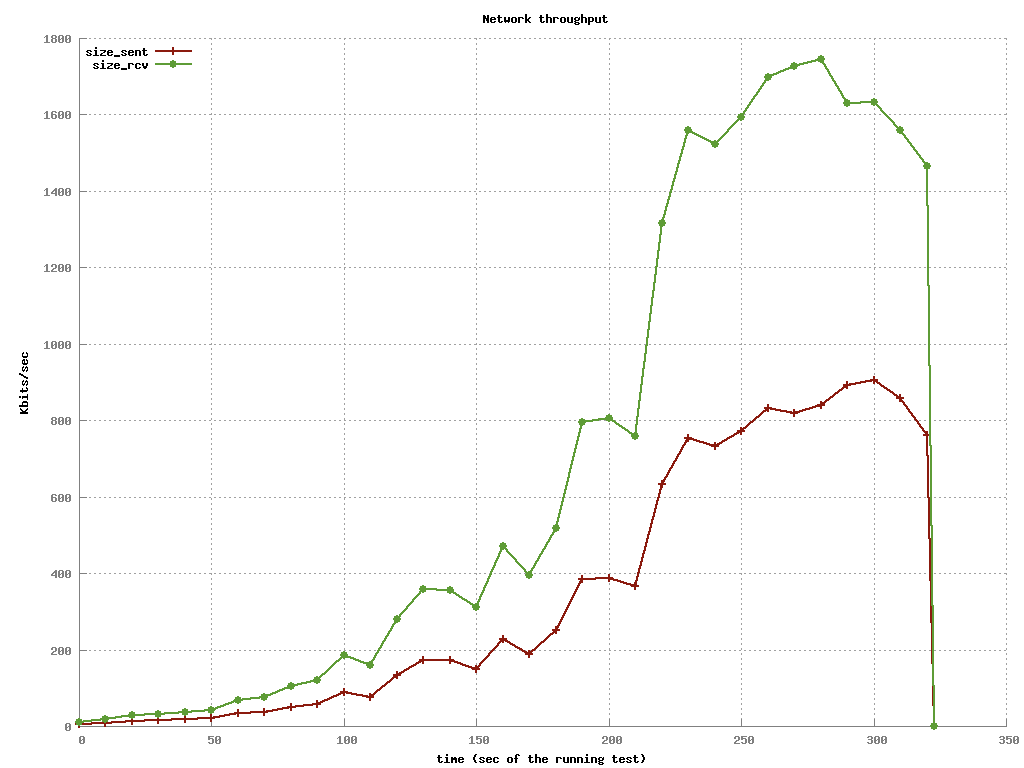 Network throughput
size_sent
size_rcv
1800
1600
1400
1200
1000
800
600
400
200
0
Kbits/sec
0 50 100 150 200 250 300 350
time (sec of the running test)